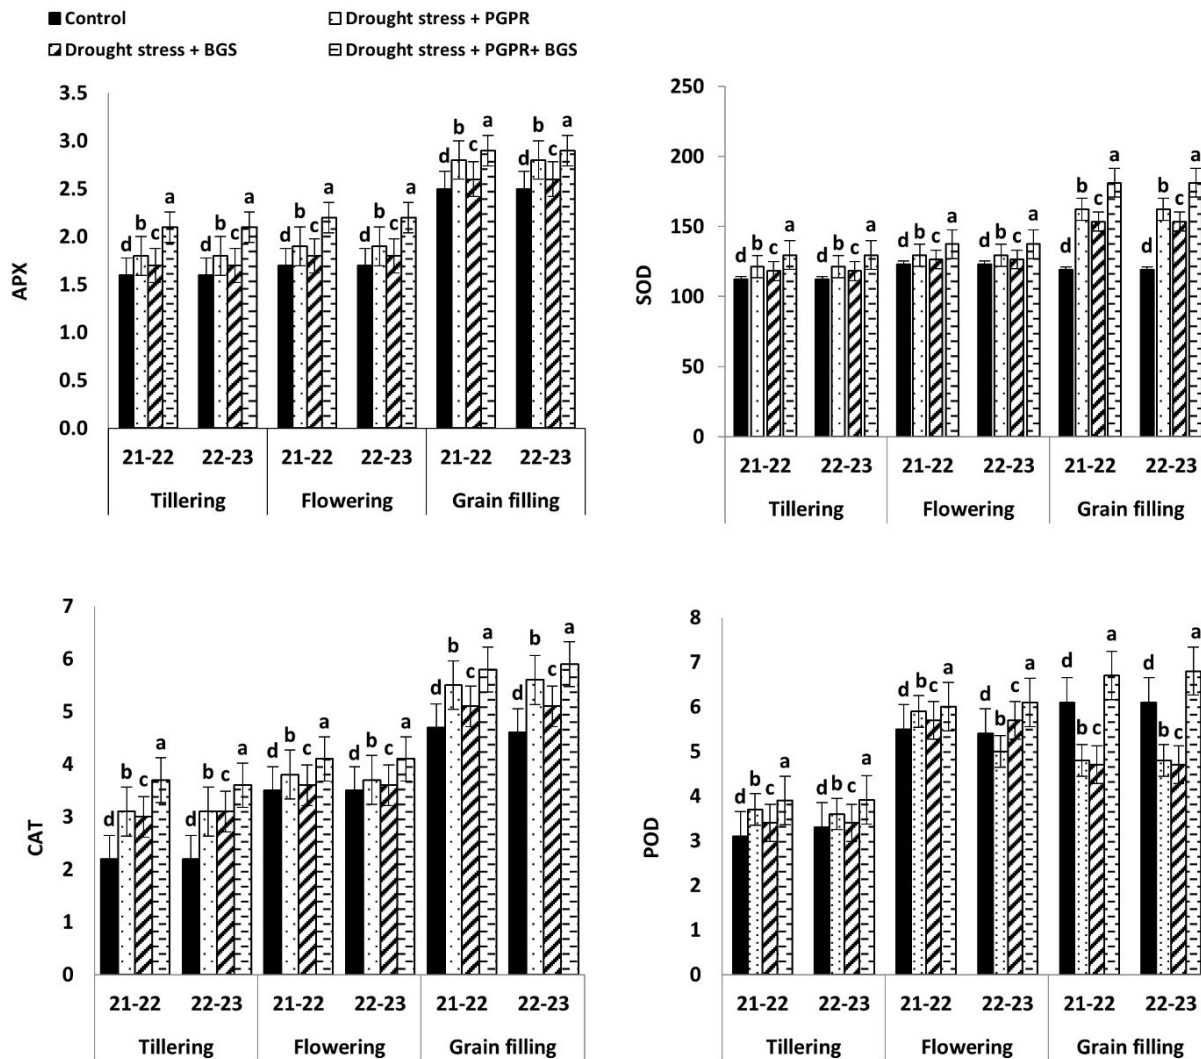 Control
Drought stress + PGPR
Drought stress + BGS
Drought stress + PGPR+ BGS
APX
3.5
3.0
2.5
2.0
1.5
1.0
0.5
0.0
d b c a
d b c a
d b c a
d b c a
d b c a
d b c a
21-22 22-23 21-22 22-23 21-22 22-23
Tillering Flowering Grain filling
SOD
250
200
150
100
50
0
d b c a
d b c a
d b c a
d b c a
d b c a
d b c a
21-22 22-23 21-22 22-23 21-22 22-23
Tillering Flowering Grain filling
CAT
7
6
5
4
3
2
1
0
d b c a
d b c a
d b c a
d b c a
d b c a
d b c a
21-22 22-23 21-22 22-23 21-22 22-23
Tillering Flowering Grain filling
POD
8
7
6
5
4
3
2
1
0
d b c a
d b c a
d b c a
d b c a
d b c a
d b c a
21-22 22-23 21-22 22-23 21-22 22-23
Tillering Flowering Grain filling